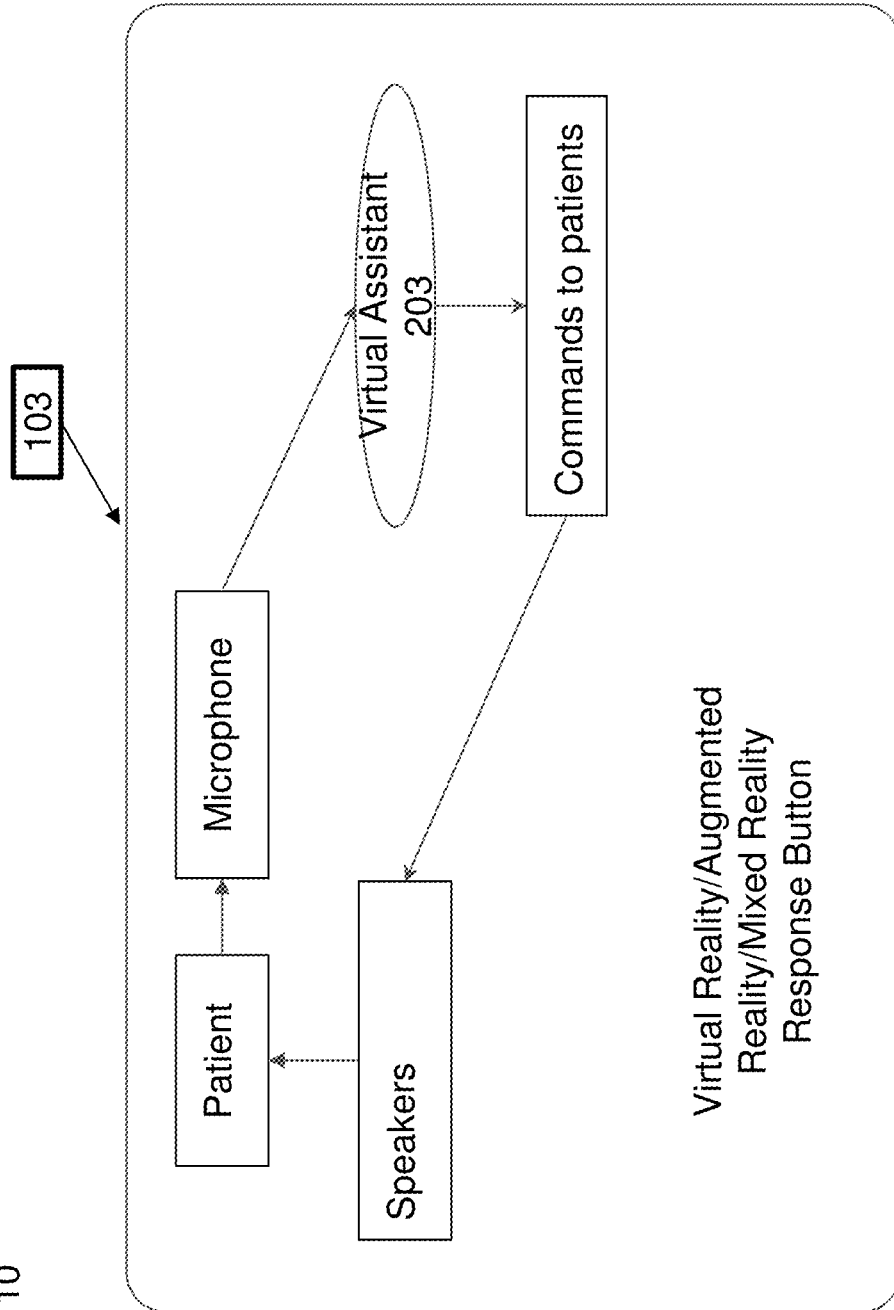 10
103
Patient
Microphone
Speakers
Virtual Assistant
203
Commands to patients
Virtual Reality/Augmented
Reality/Mixed Reality
Response Button